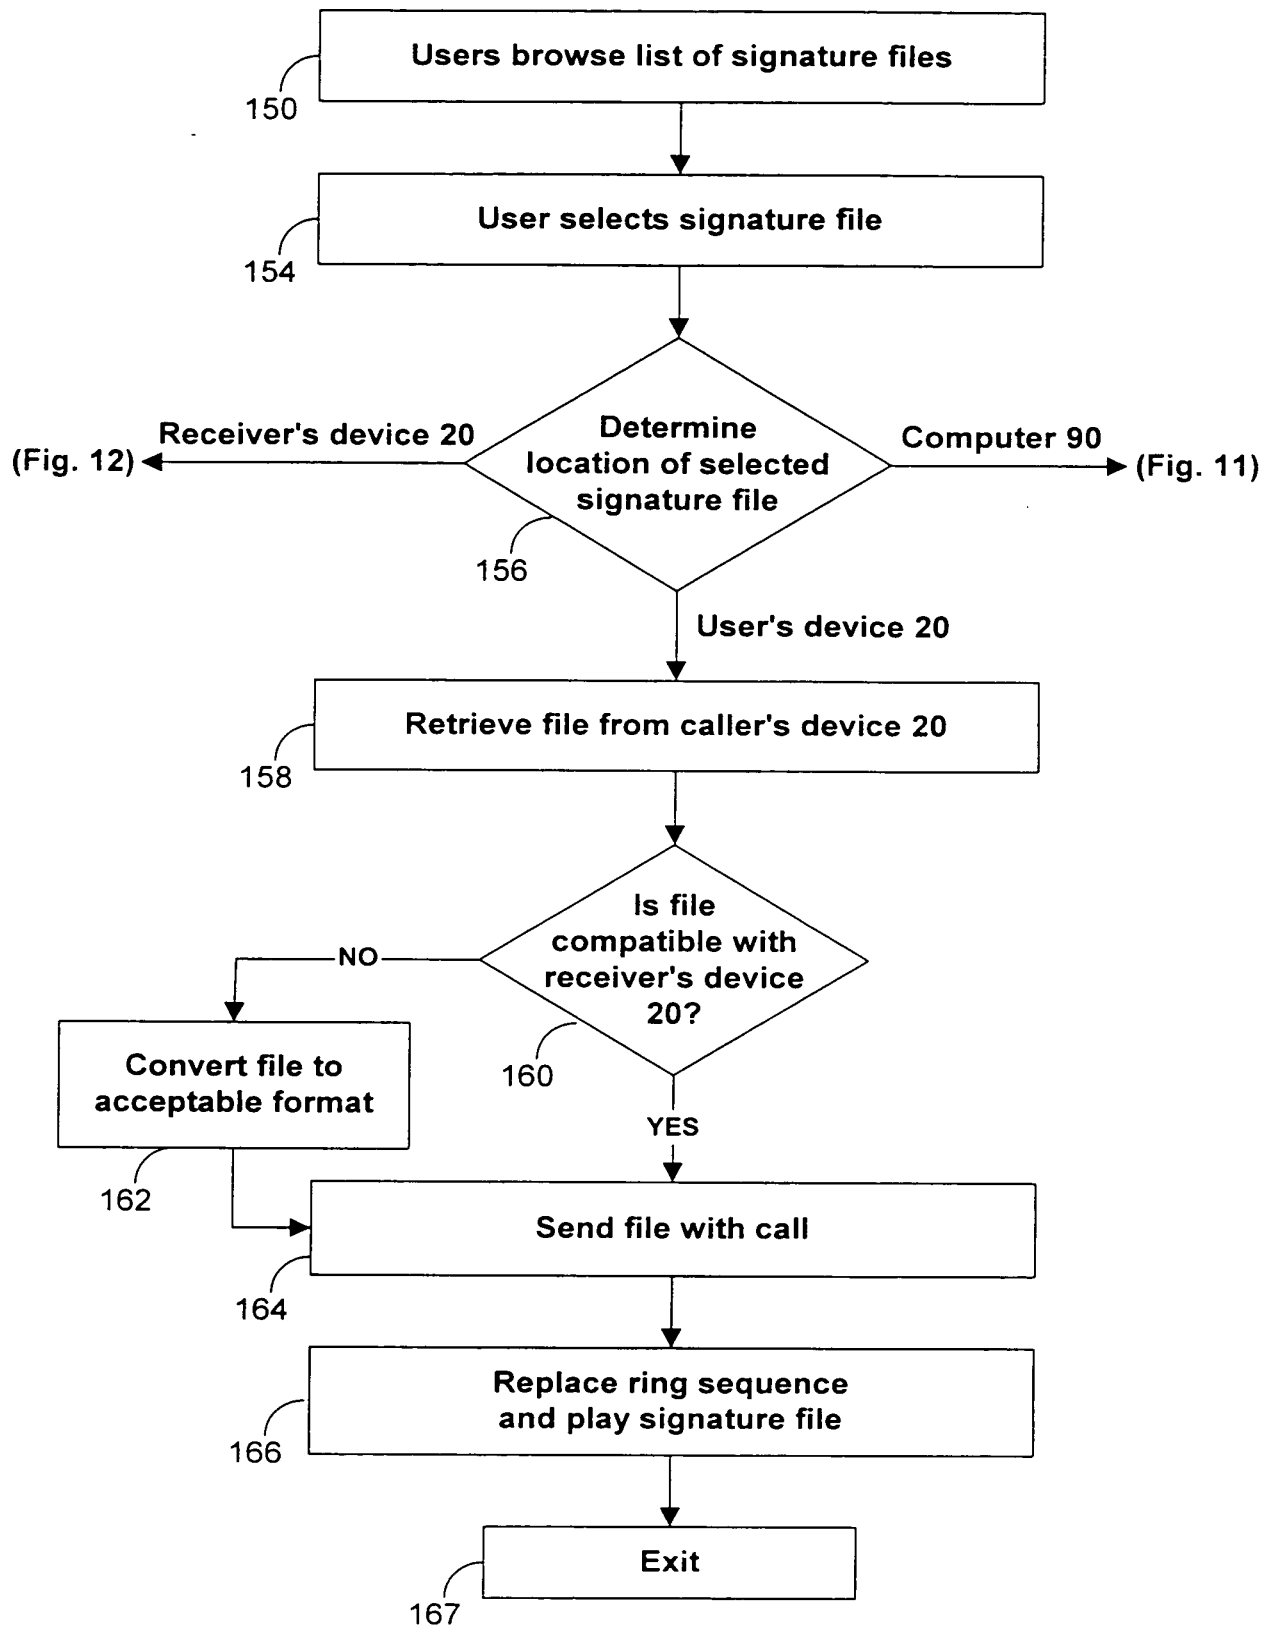 Users browse list of signature files
150
User selects signature file
154
Receiver's device 20
(Fig. 12)
Determine
location of selected
signature file
Computer 90
(Fig. 11)
156
User's device 20
Retrieve file from caller's device 20
158
Is file
compatible with
receiver's device
20?
NO
160
Convert file to
acceptable format
YES
162
Send file with call
164
Replace ring sequence
and play signature file
166
Exit
167